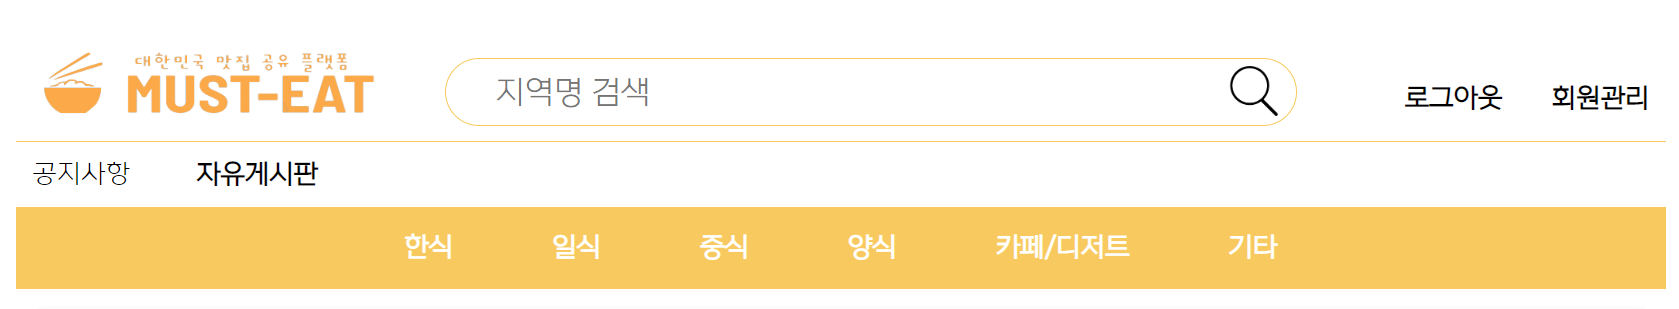 대한민국 맛집 공유 플랫폼
MUST-EAT
지역명 검색
로그아웃 회원관리
공지사항 자유게시판
한식 일식 중식 양식 카페/디저트 기타